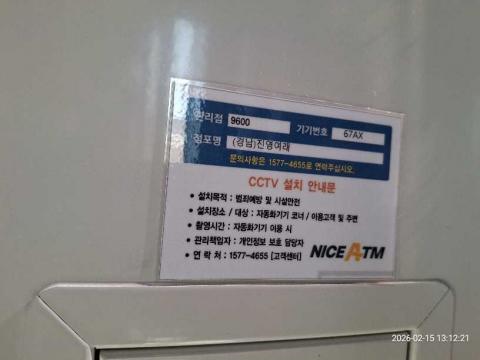 관리점 9600 기기번호 67AX
점포명 (경남)진영여래
문의사항은 1577-4655로 연락주십시오.
CCTV 설치 안내문
• 설치목적 : 범죄예방 및 시설안전
• 설치장소 / 대상 : 자동화기기 코너 / 이용고객 및 주변
• 촬영시간 : 자동화기기 이용 시
• 관리책임자 : 개인정보 보호 담당자
• 연 락 처 : 1577-4655 [고객센터]
NICE ATM
2026-02-15 13:12:21